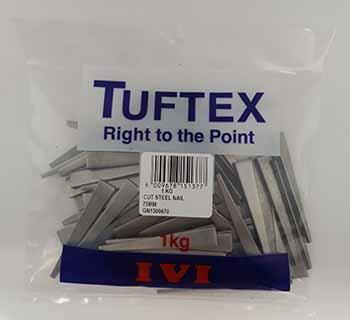 TUFTEX
Right to the Point
6 009678 151377
1KG
CUT STEEL NAIL
75MM
GN1500670
1kg
IVI